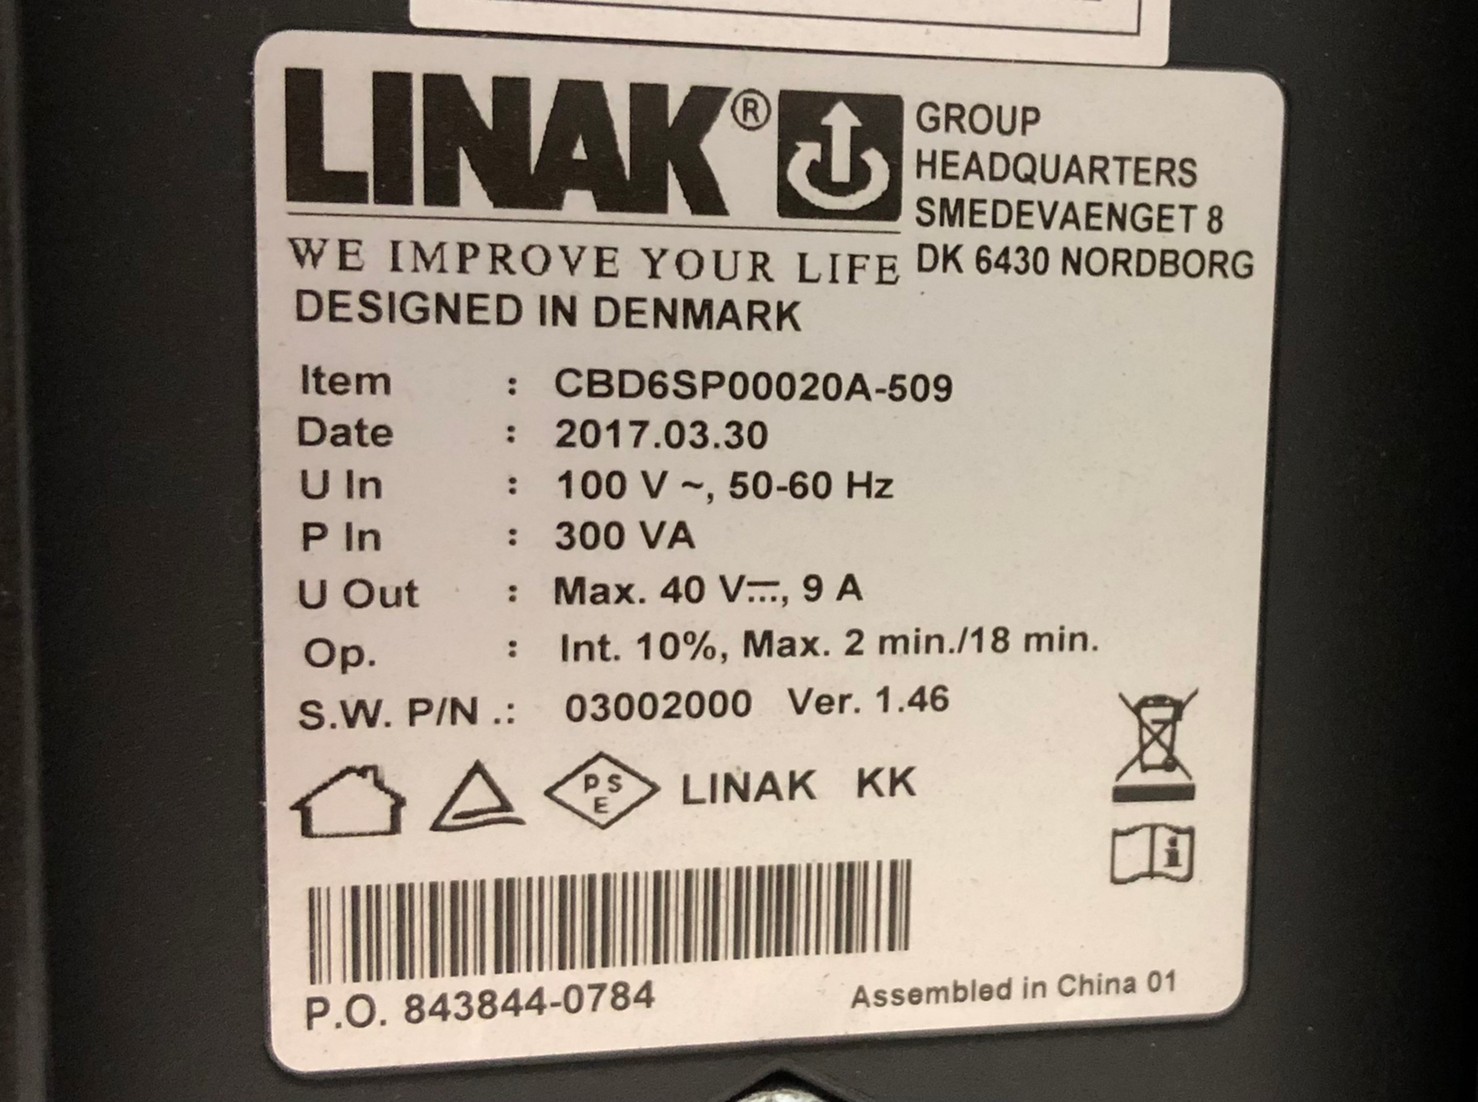 LINAK®
GROUP
HEADQUARTERS
SMEDEVAENGET 8
DK 6430 NORDBORG
WE IMPROVE YOUR LIFE
DESIGNED IN DENMARK
Item : CBD6SP00020A-509
Date : 2017.03.30
U In : 100 V ~, 50-60 Hz
P In : 300 VA
U Out : Max. 40 V⎓, 9 A
Op. : Int. 10%, Max. 2 min./18 min.
S.W. P/N .: 03002000 Ver. 1.46
PSE LINAK KK
i
P.O. 843844-0784
Assembled in China 01